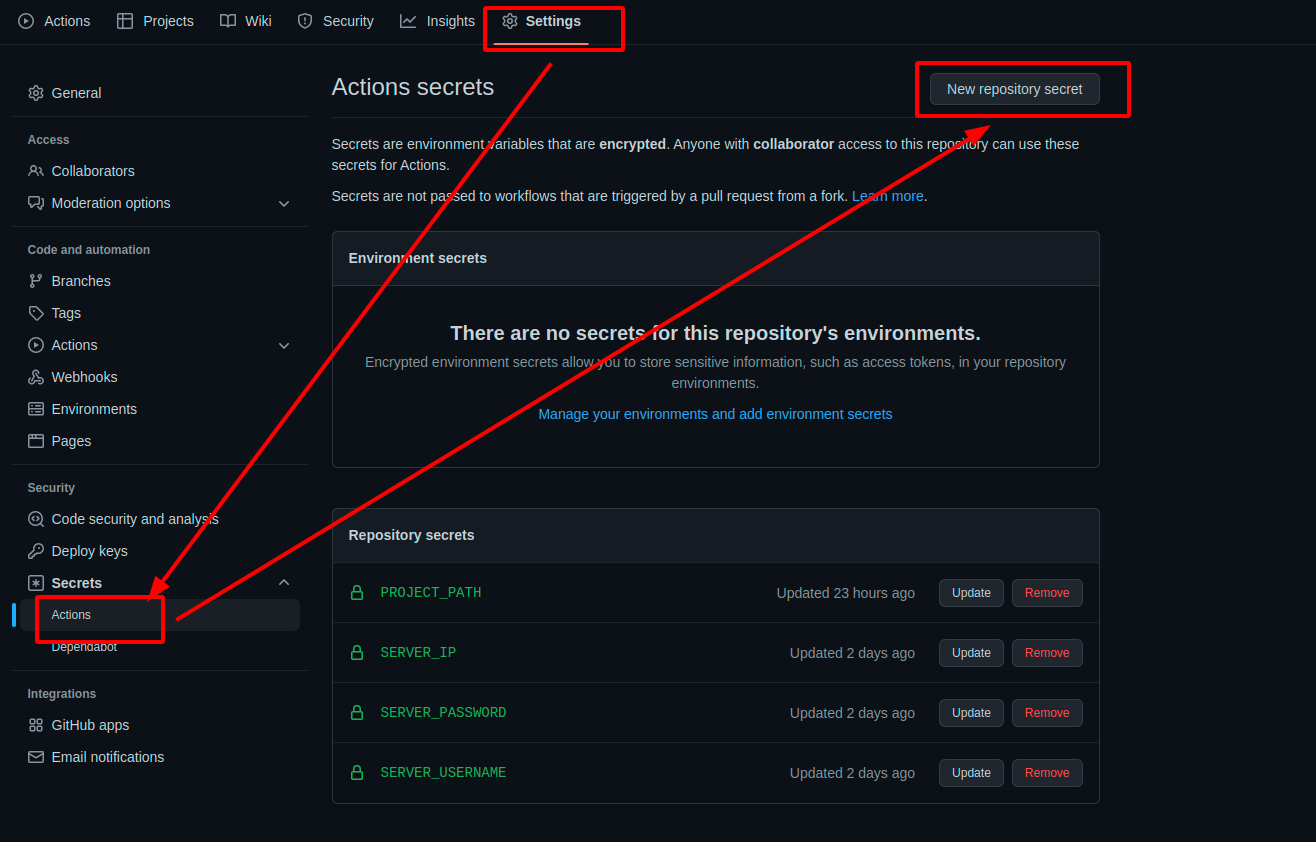 Actions Projects Wiki Security Insights Settings
General
Access
Collaborators
Moderation options
Code and automation
Branches
Tags
Actions
Webhooks
Environments
Pages
Security
Code security and analysis
Deploy keys
Secrets
Actions
Dependabot
Integrations
GitHub apps
Email notifications
Actions secrets
New repository secret
Secrets are environment variables that are encrypted. Anyone with collaborator access to this repository can use these
secrets for Actions.
Secrets are not passed to workflows that are triggered by a pull request from a fork. Learn more.
Environment secrets
There are no secrets for this repository's environments.
Encrypted environment secrets allow you to store sensitive information, such as access tokens, in your repository
environments.
Manage your environments and add environment secrets
Repository secrets
PROJECT_PATH Updated 23 hours ago Update Remove
SERVER_IP Updated 2 days ago Update Remove
SERVER_PASSWORD Updated 2 days ago Update Remove
SERVER_USERNAME Updated 2 days ago Update Remove